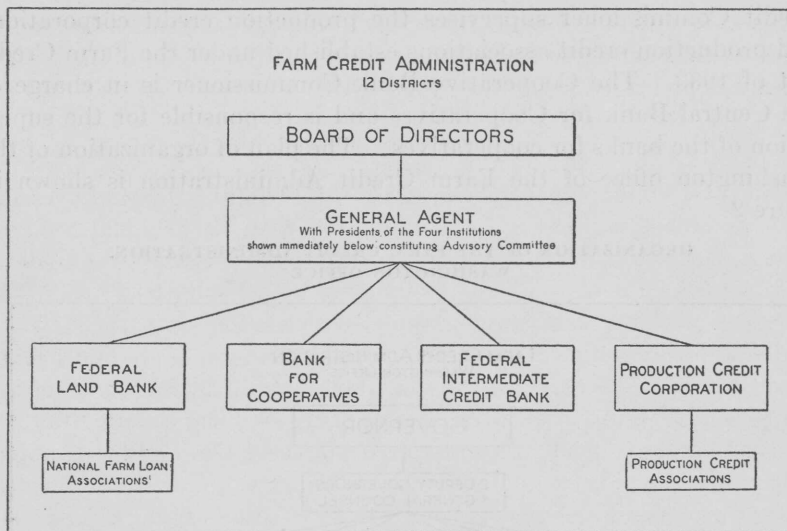 FARM CREDIT ADMINISTRATION
12 DISTRICTS
BOARD OF DIRECTORS
GENERAL AGENT
With Presidents of the Four Institutions
shown immediately below constituting Advisory Committee
FEDERAL
LAND BANK
BANK
FOR
COOPERATIVES
FEDERAL
INTERMEDIATE
CREDIT BANK
PRODUCTION CREDIT
CORPORATION
NATIONAL FARM LOAN
ASSOCIATIONS¹
PRODUCTION CREDIT
ASSOCIATIONS